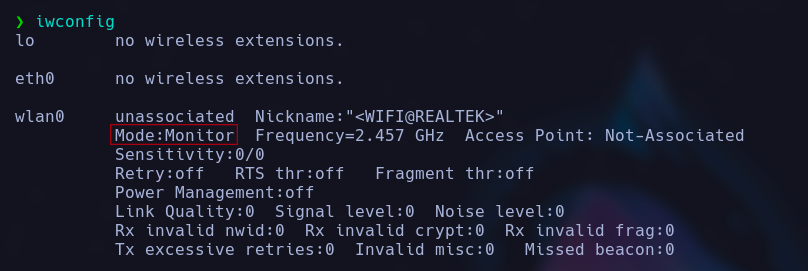 ❯ iwconfig
lo        no wireless extensions.
eth0      no wireless extensions.
wlan0     unassociated  Nickname:"<WIFI@REALTEK>"
          Mode:Monitor  Frequency=2.457 GHz  Access Point: Not-Associated
          Sensitivity:0/0
          Retry:off   RTS thr:off   Fragment thr:off
          Power Management:off
          Link Quality:0  Signal level:0  Noise level:0
          Rx invalid nwid:0  Rx invalid crypt:0  Rx invalid frag:0
          Tx excessive retries:0  Invalid misc:0   Missed beacon:0